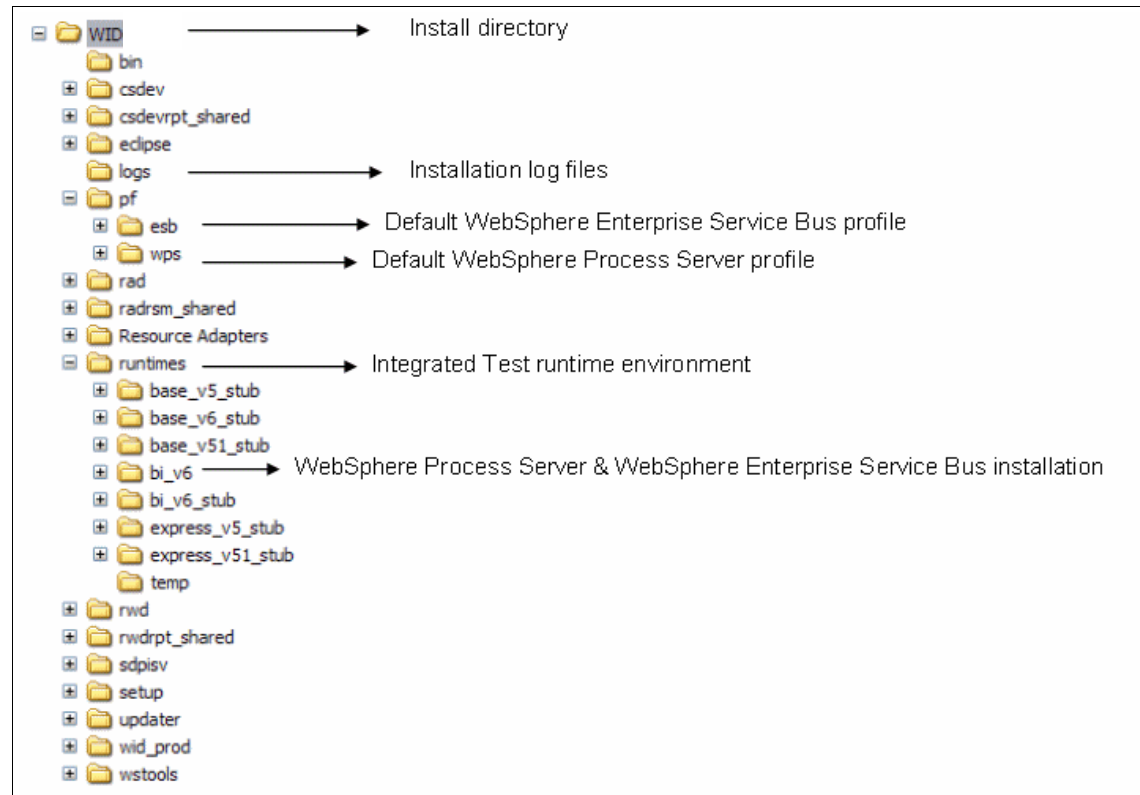 WID Install directory
bin
csdev
csdevrpt_shared
eclipse
logs Installation log files
pf
esb Default WebSphere Enterprise Service Bus profile
wps Default WebSphere Process Server profile
rad
radrsm_shared
Resource Adapters
runtimes Integrated Test runtime environment
base_v5_stub
base_v6_stub
base_v51_stub
bi_v6 WebSphere Process Server & WebSphere Enterprise Service Bus installation
bi_v6_stub
express_v5_stub
express_v51_stub
temp
rwd
rwdrpt_shared
sdpisv
setup
updater
wid_prod
wstools